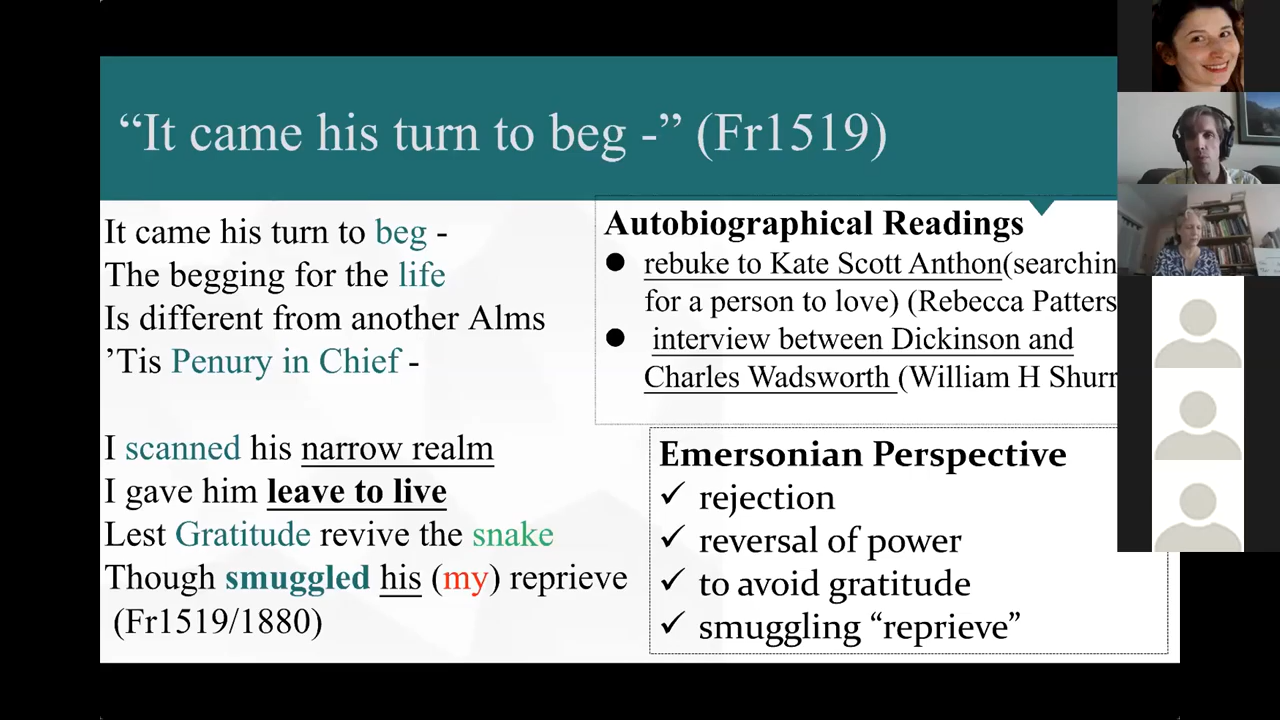 “It came his turn to beg -” (Fr1519)
It came his turn to beg -
The begging for the life
Is different from another Alms
’Tis Penury in Chief -
I scanned his narrow realm
I gave him leave to live
Lest Gratitude revive the snake
Though smuggled his (my) reprieve
(Fr1519/1880)
Autobiographical Readings
● rebuke to Kate Scott Anthon(searchin
for a person to love) (Rebecca Patters
● interview between Dickinson and
Charles Wadsworth (William H Shurr
Emersonian Perspective
✓ rejection
✓ reversal of power
✓ to avoid gratitude
✓ smuggling “reprieve”